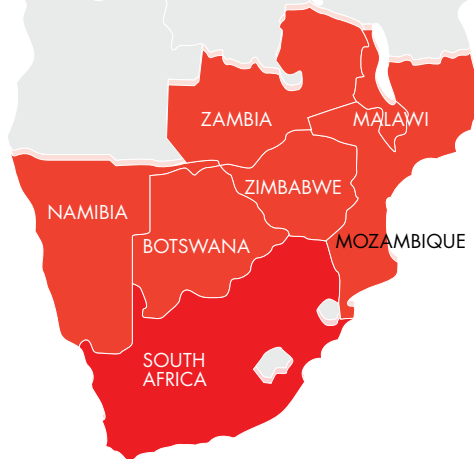 ZAMBIA
MALAWI
ZIMBABWE
NAMIBIA
BOTSWANA
MOZAMBIQUE
SOUTH
AFRICA